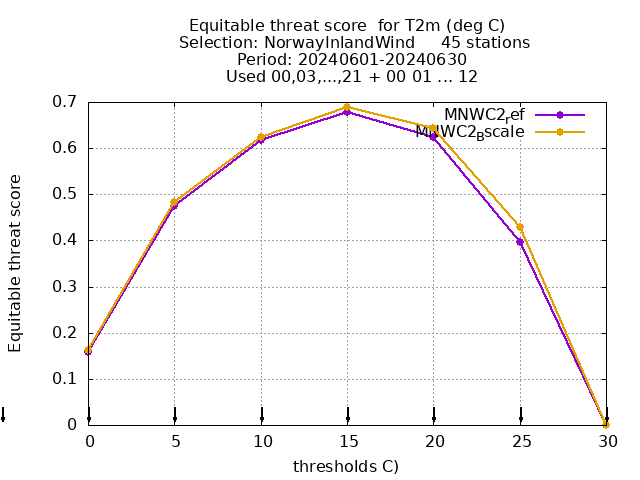 Equitable threat score for T2m (deg C)
Selection: NorwayInlandWind 45 stations
Period: 20240601-20240630
Used 00,03,...,21 + 00 01 ... 12
MNWC2ref
MNWC2Bscale
Equitable threat score
0.7
0.6
0.5
0.4
0.3
0.2
0.1
0
0 5 10 15 20 25 30
thresholds C)